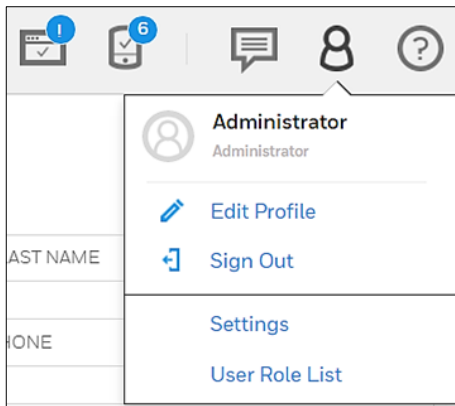 !
6
?
Administrator
Administrator
Edit Profile
AST NAME
Sign Out
Settings
HONE
User Role List